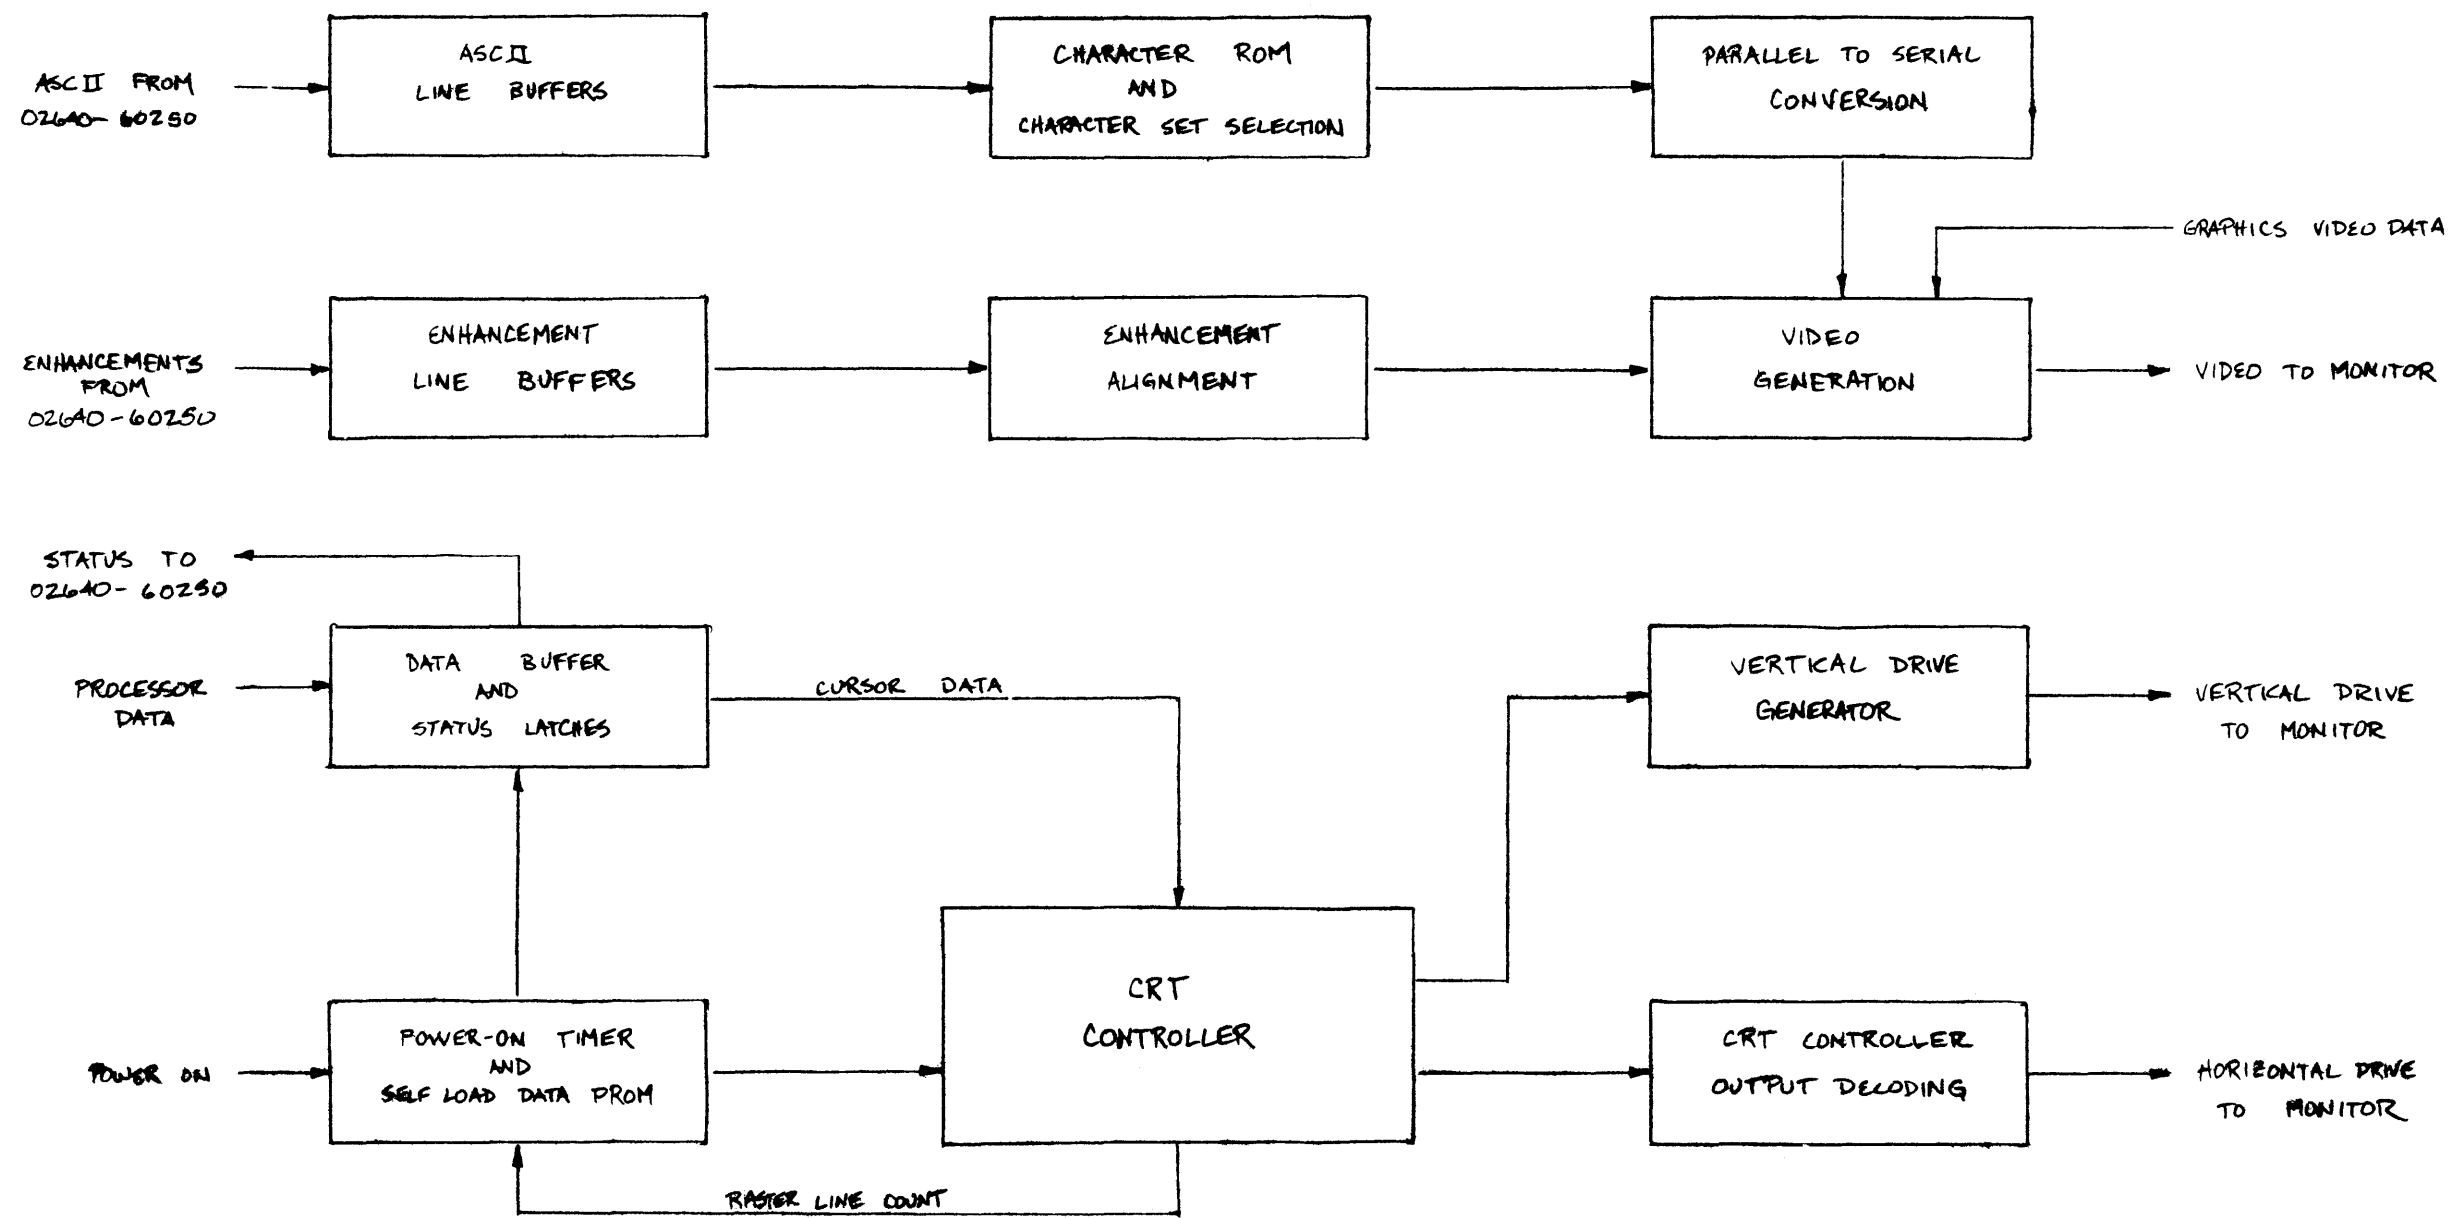 ASCII FROM
02640-60250
ASCII
LINE BUFFERS
CHARACTER ROM
AND
CHARACTER SET SELECTION
PARALLEL TO SERIAL
CONVERSION
GRAPHICS VIDEO DATA
ENHANCEMENTS
FROM
02640-60250
ENHANCEMENT
LINE BUFFERS
ENHANCEMENT
ALIGNMENT
VIDEO
GENERATION
VIDEO TO MONITOR
STATUS TO
02640-60250
PROCESSOR
DATA
DATA BUFFER
AND
STATUS LATCHES
CURSOR DATA
VERTICAL DRIVE
GENERATOR
VERTICAL DRIVE
TO MONITOR
POWER ON
POWER-ON TIMER
AND
SELF LOAD DATA PROM
CRT
CONTROLLER
CRT CONTROLLER
OUTPUT DECODING
HORIZONTAL DRIVE
TO MONITOR
RASTER LINE COUNT